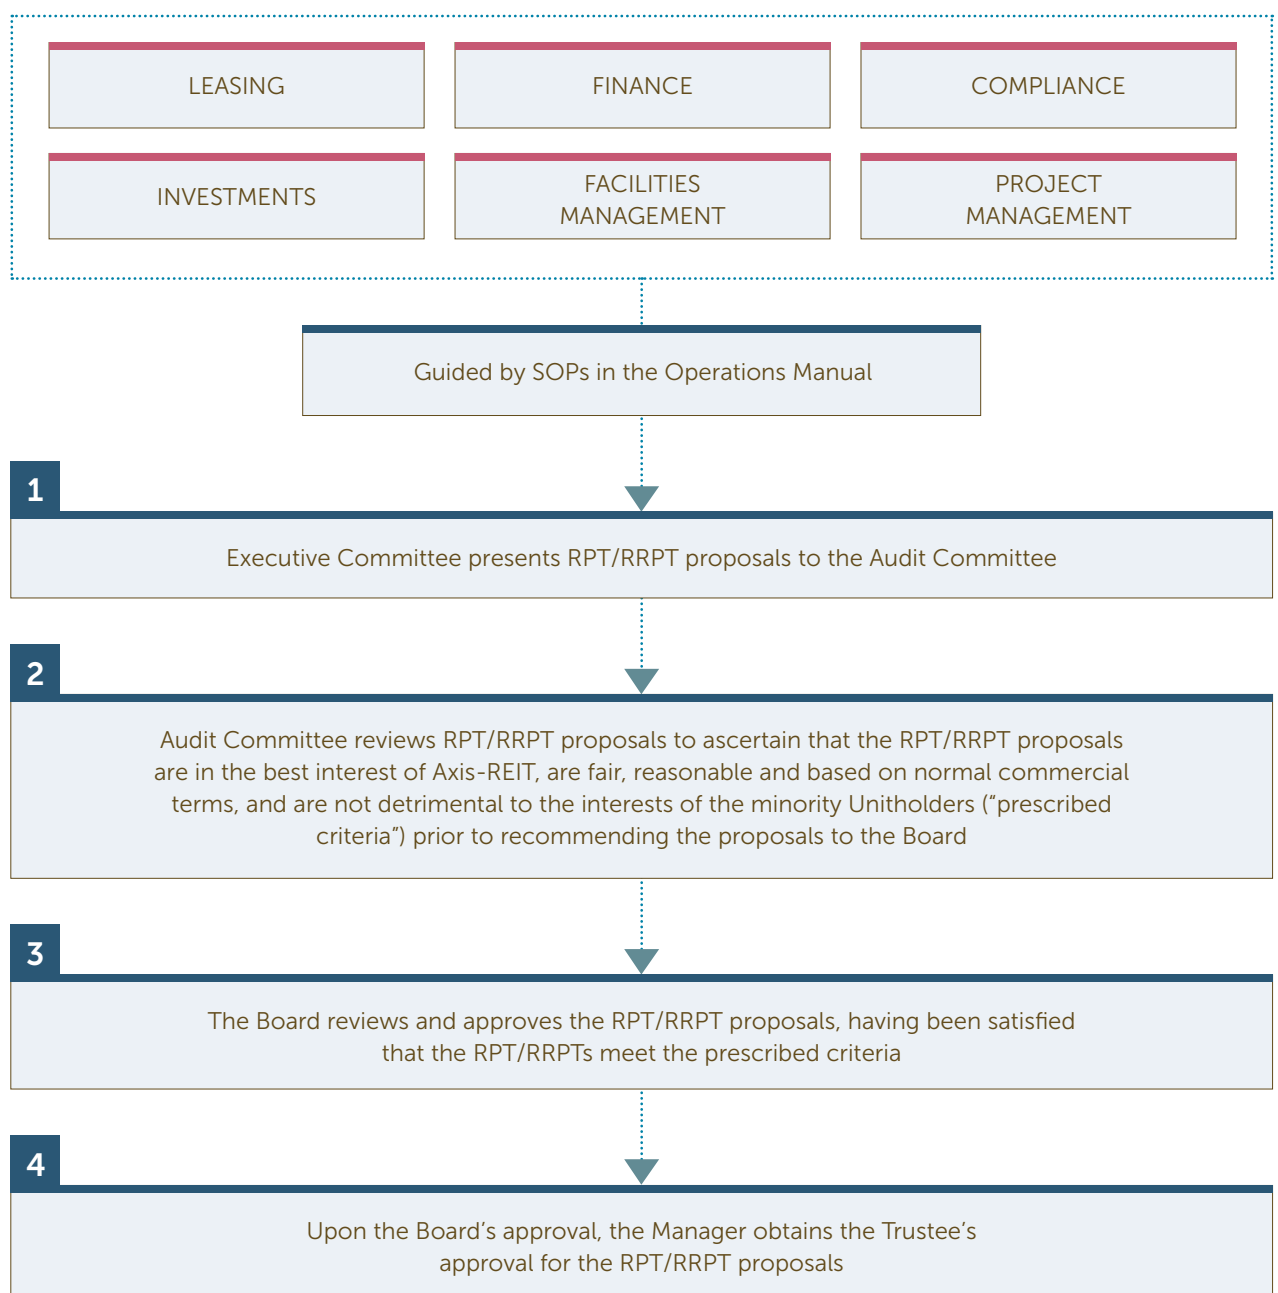 LEASING
FINANCE
COMPLIANCE
INVESTMENTS
FACILITIES
MANAGEMENT
PROJECT
MANAGEMENT
Guided by SOPs in the Operations Manual
1
Executive Committee presents RPT/RRPT proposals to the Audit Committee
2
Audit Committee reviews RPT/RRPT proposals to ascertain that the RPT/RRPT proposals
are in the best interest of Axis-REIT, are fair, reasonable and based on normal commercial
terms, and are not detrimental to the interests of the minority Unitholders (“prescribed
criteria”) prior to recommending the proposals to the Board
3
The Board reviews and approves the RPT/RRPT proposals, having been satisfied
that the RPT/RRPTs meet the prescribed criteria
4
Upon the Board’s approval, the Manager obtains the Trustee’s
approval for the RPT/RRPT proposals